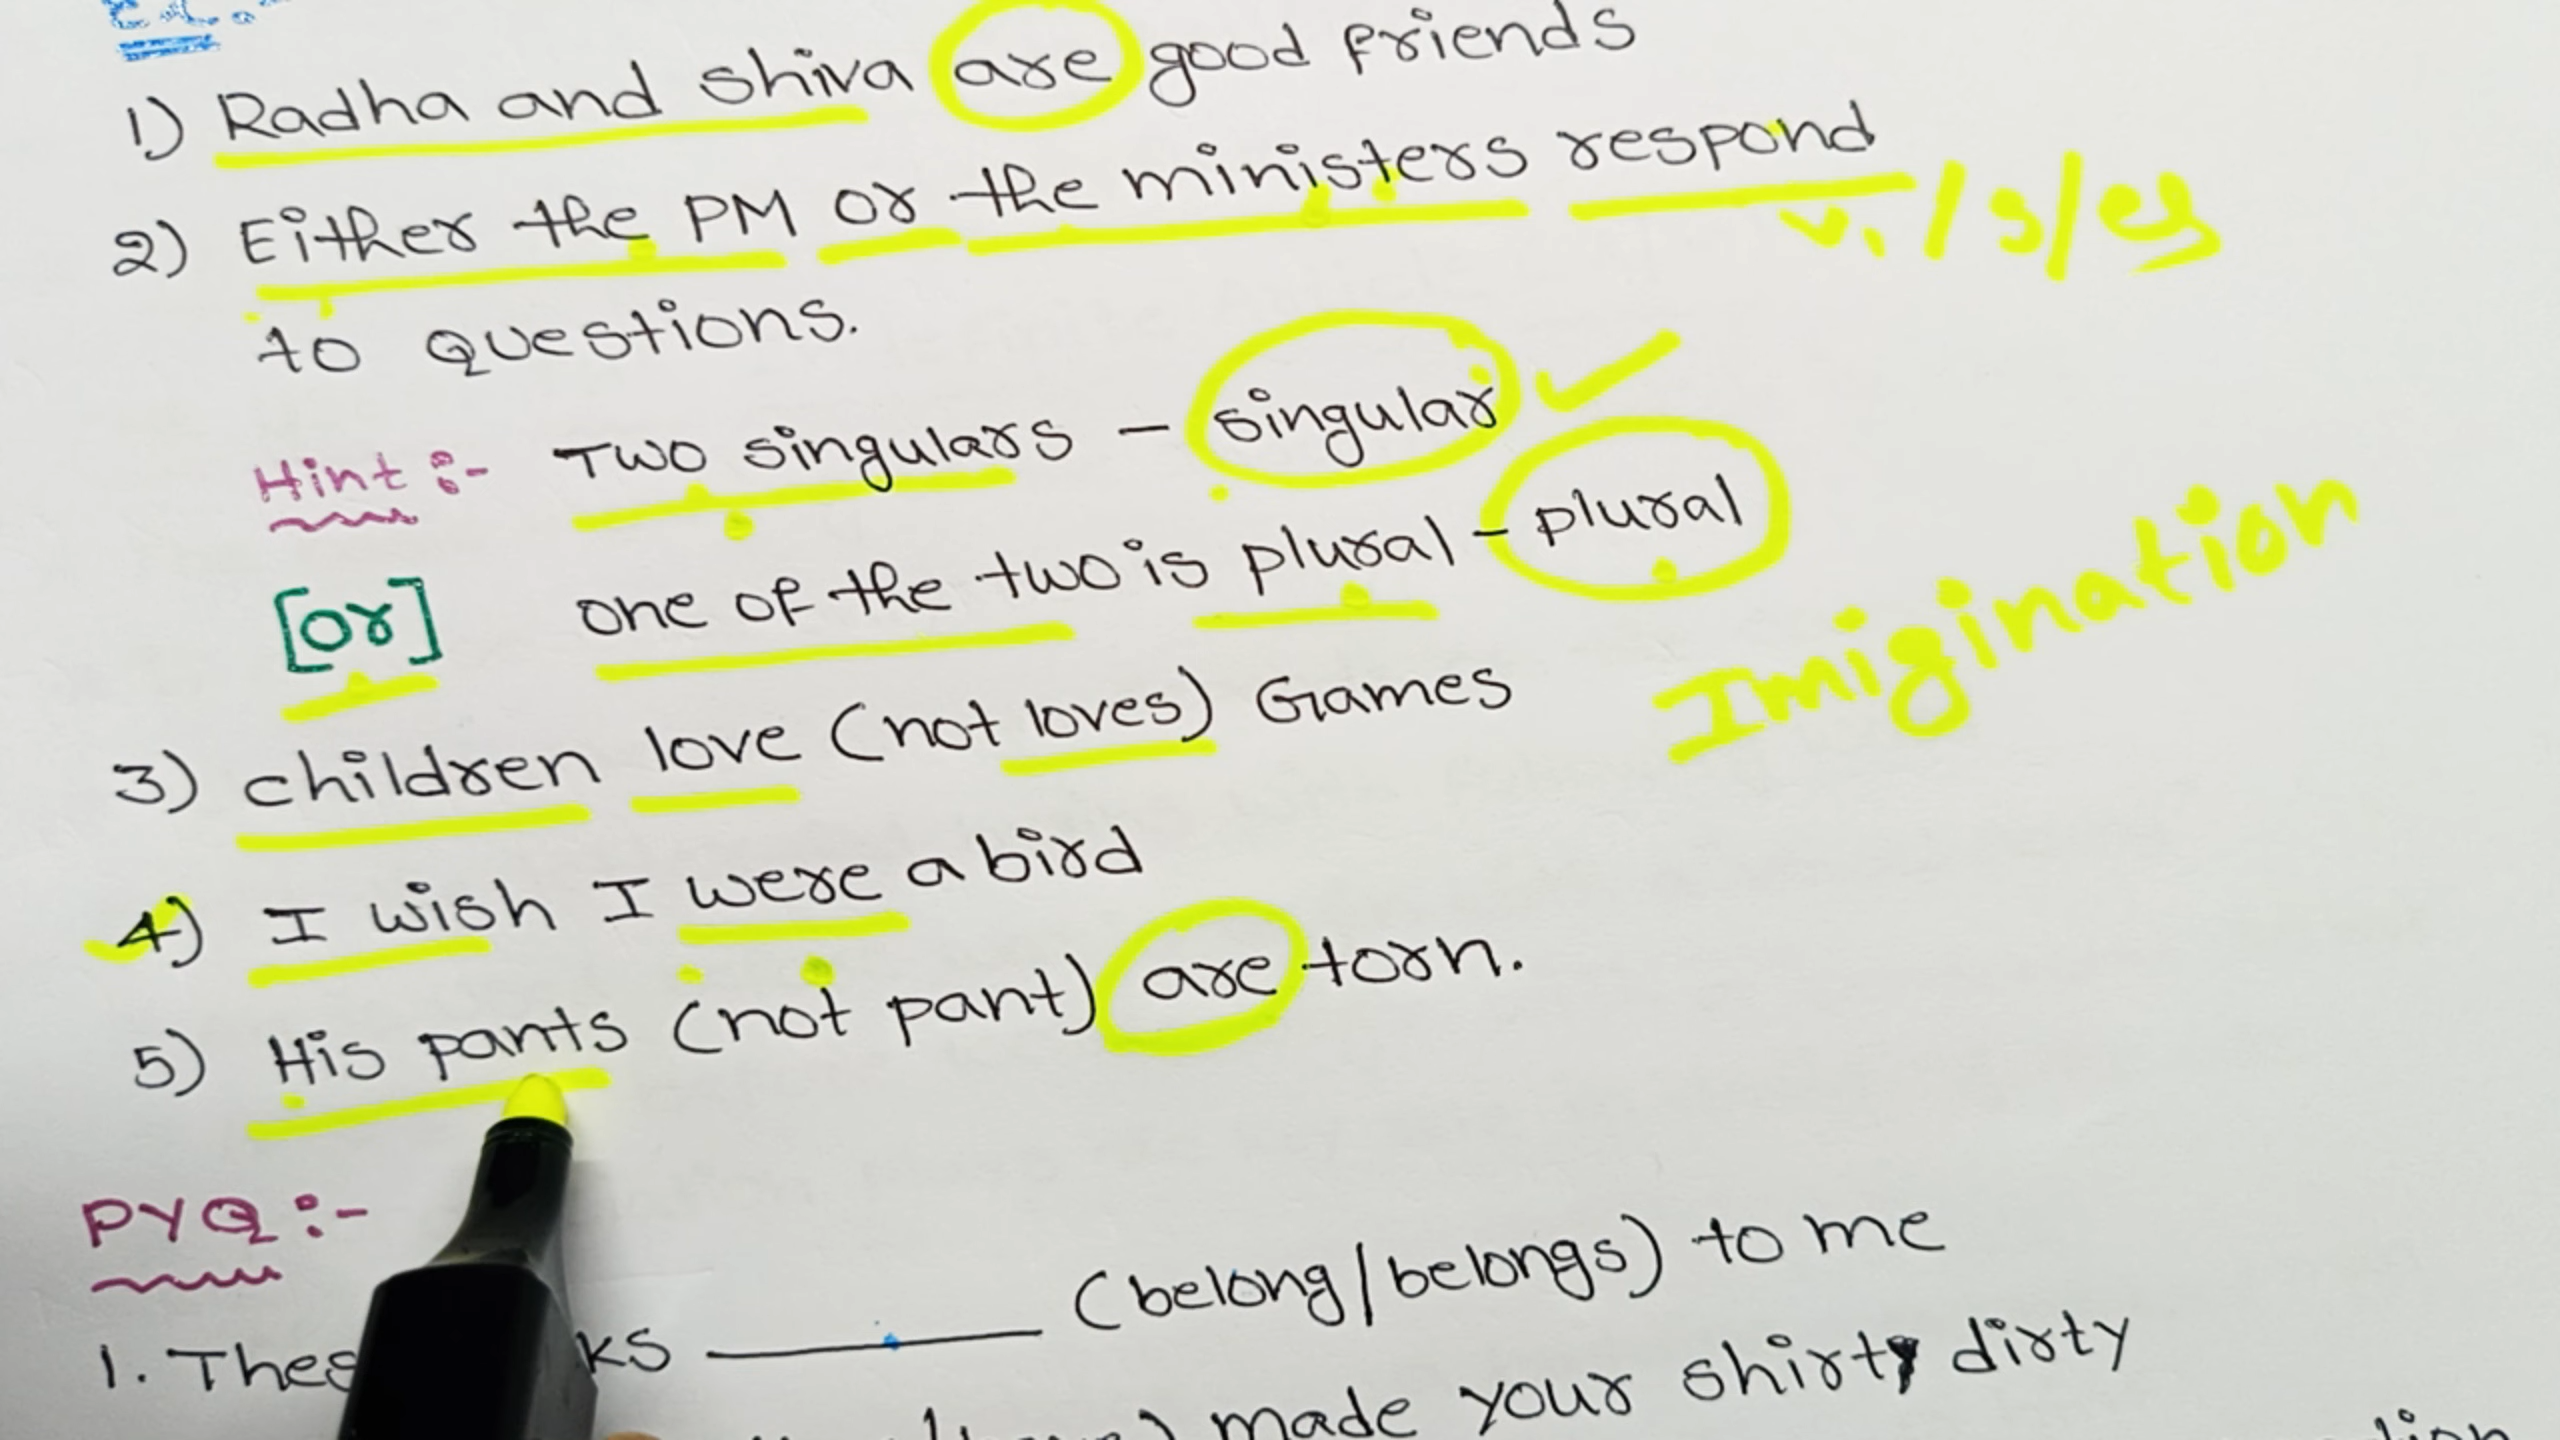 Ex:-
1) Radha and Shiva are good friends
2) Either the PM or the ministers respond
v1/s/es
to Questions.
Hint :- Two singulars - singular
[or] one of the two is plural - plural
Imigination
3) children love (not loves) Games
4) I wish I were a bird
5) His pants (not pant) are torn.
PYQ :-
1. (belong/belongs) to me
made your shirt dirty